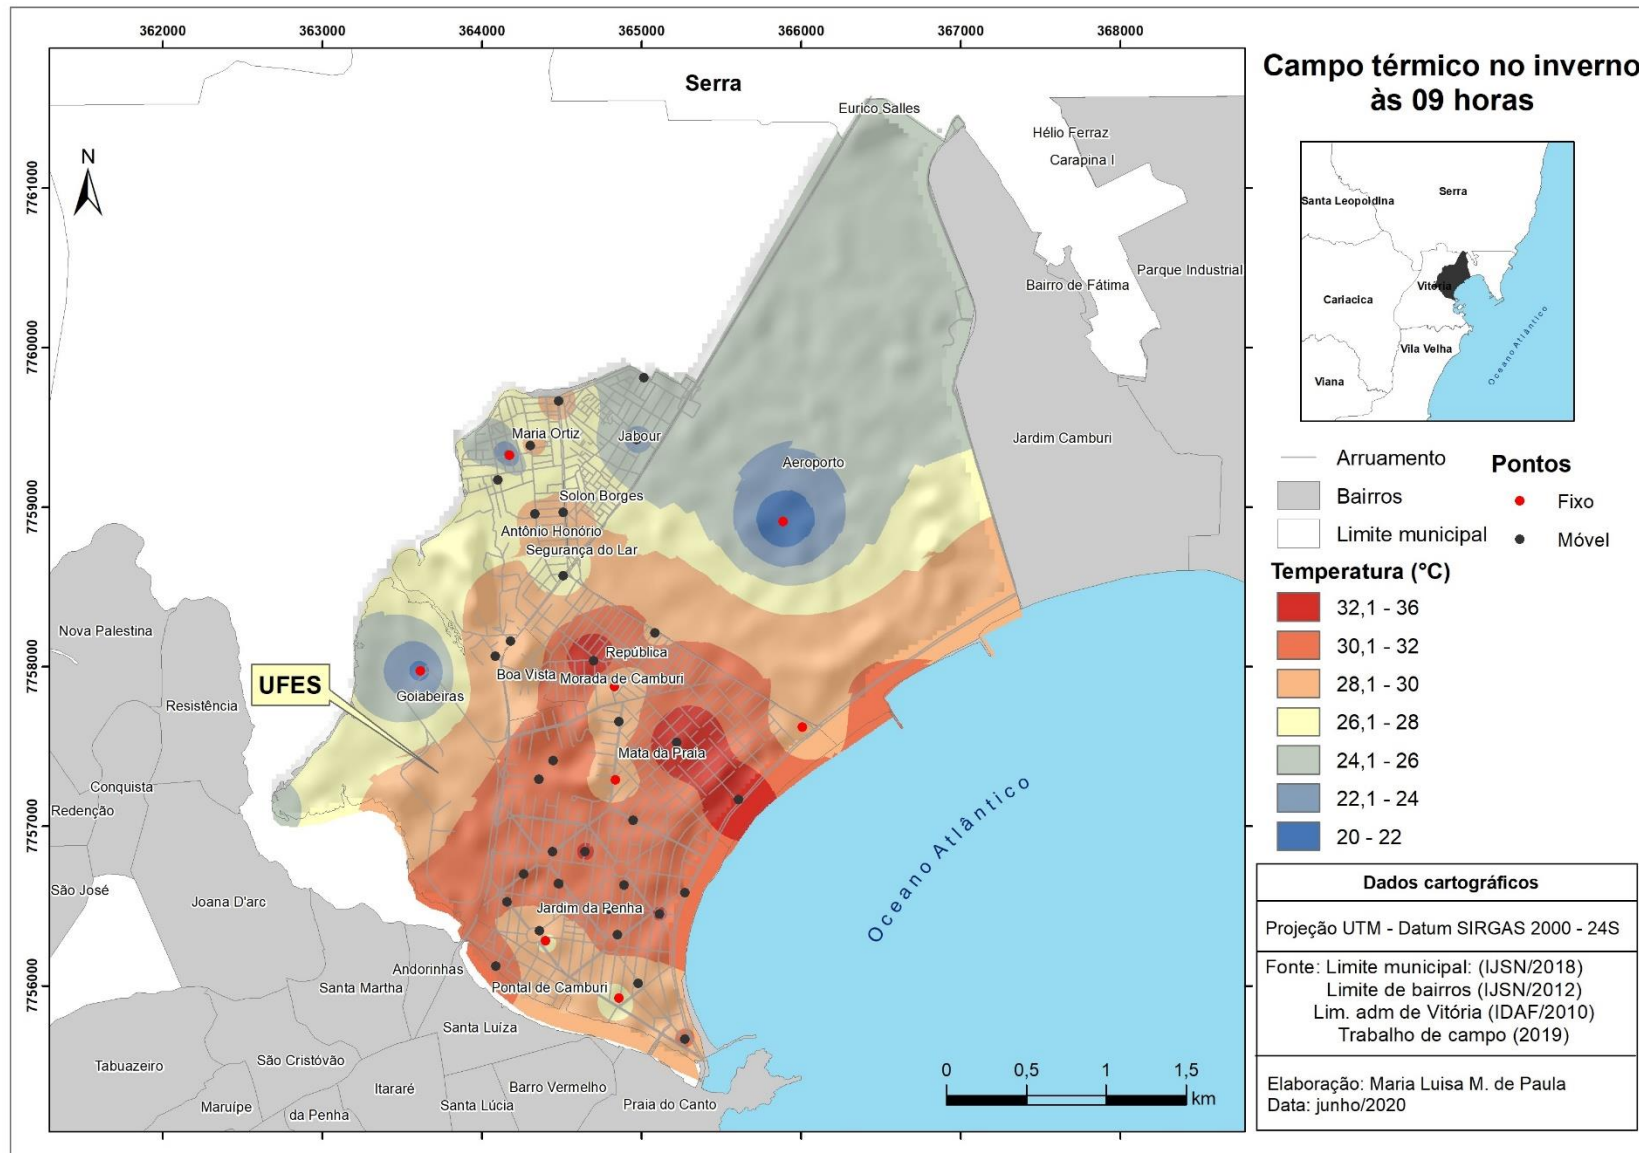 362000
363000
364000
365000
366000
367000
368000
7761000
7760000
7759000
7758000
7757000
7756000
N
Serra
Eurico Salles
Hélio Ferraz
Carapina I
Parque Industrial
Bairro de Fátima
Jardim Camburi
Maria Ortiz
Jabour
Aeroporto
Solon Borges
Antônio Honório
Segurança do Lar
República
Boa Vista
Morada de Camburi
Goiabeiras
UFES
Mata da Praia
Nova Palestina
Resistência
Conquista
Redenção
São José
Joana D'arc
Jardim da Penha
Andorinhas
Santa Martha
Pontal de Camburi
Santa Luíza
Tabuazeiro
São Cristóvão
Itararé
Barro Vermelho
Maruípe
da Penha
Santa Lúcia
Praia do Canto
Oceano Atlântico
0
0,5
1
1,5
km
Campo térmico no inverno
às 09 horas
Santa Leopoldina
Serra
Cariacica
Vitória
Vila Velha
Viana
Oceano Atlântico
Arruamento
Bairros
Limite municipal
Pontos
Fixo
Móvel
Temperatura (°C)
32,1 - 36
30,1 - 32
28,1 - 30
26,1 - 28
24,1 - 26
22,1 - 24
20 - 22
Dados cartográficos
Projeção UTM - Datum SIRGAS 2000 - 24S
Fonte: Limite municipal: (IJSN/2018)
Limite de bairros (IJSN/2012)
Lim. adm de Vitória (IDAF/2010)
Trabalho de campo (2019)
Elaboração: Maria Luisa M. de Paula
Data: junho/2020